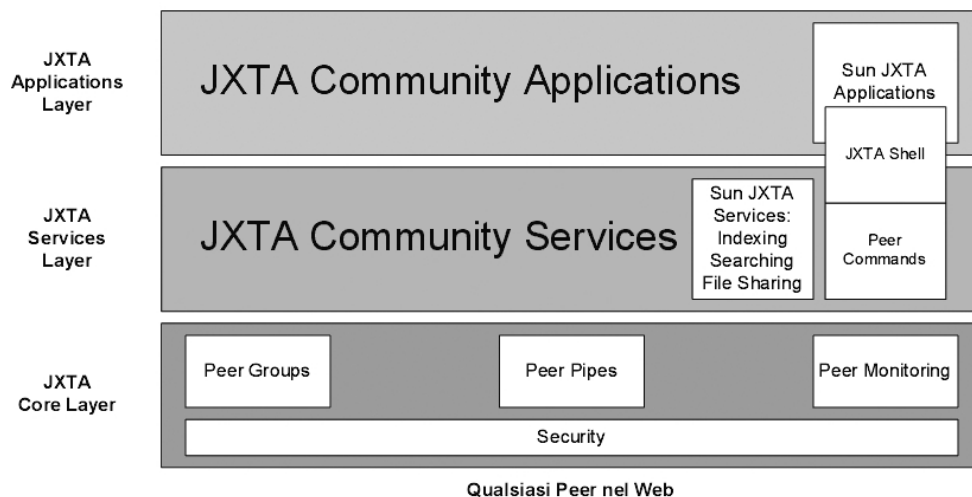 JXTA
Applications
Layer
JXTA Community Applications
Sun JXTA
Applications
JXTA Shell
JXTA
Services
Layer
JXTA Community Services
Sun JXTA
Services:
Indexing
Searching
File Sharing
Peer
Commands
JXTA
Core Layer
Peer Groups
Peer Pipes
Peer Monitoring
Security
Qualsiasi Peer nel Web